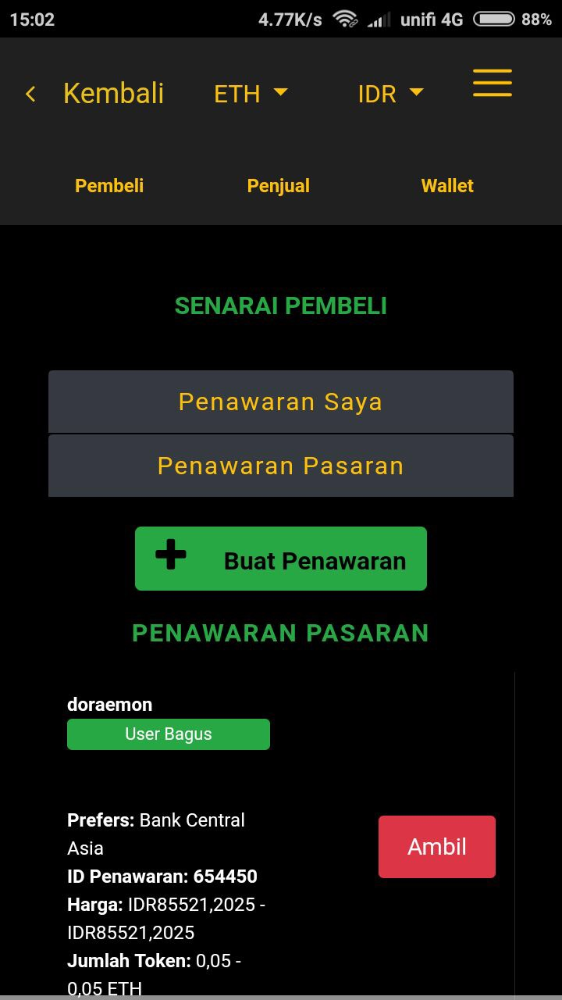 15:02 4.77K/s unifi 4G 88%
Kembali ETH IDR
Pembeli Penjual Wallet
SENARAI PEMBELI
Penawaran Saya
Penawaran Pasaran
Buat Penawaran
PENAWARAN PASARAN
doraemon
User Bagus
Prefers: Bank Central
Asia
Ambil
ID Penawaran: 654450
Harga: IDR85521,2025 -
IDR85521,2025
Jumlah Token: 0,05 -
0,05 ETH